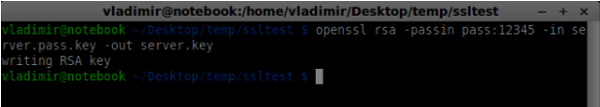 vladimir@notebook:/home/vladimir/Desktop/temp/ssltest
vladimir@notebook ~/Desktop/temp/ssltest $ openssl rsa -passin pass:12345 -in se
rver.pass.key -out server.key
writing RSA key
vladimir@notebook ~/Desktop/temp/ssltest $